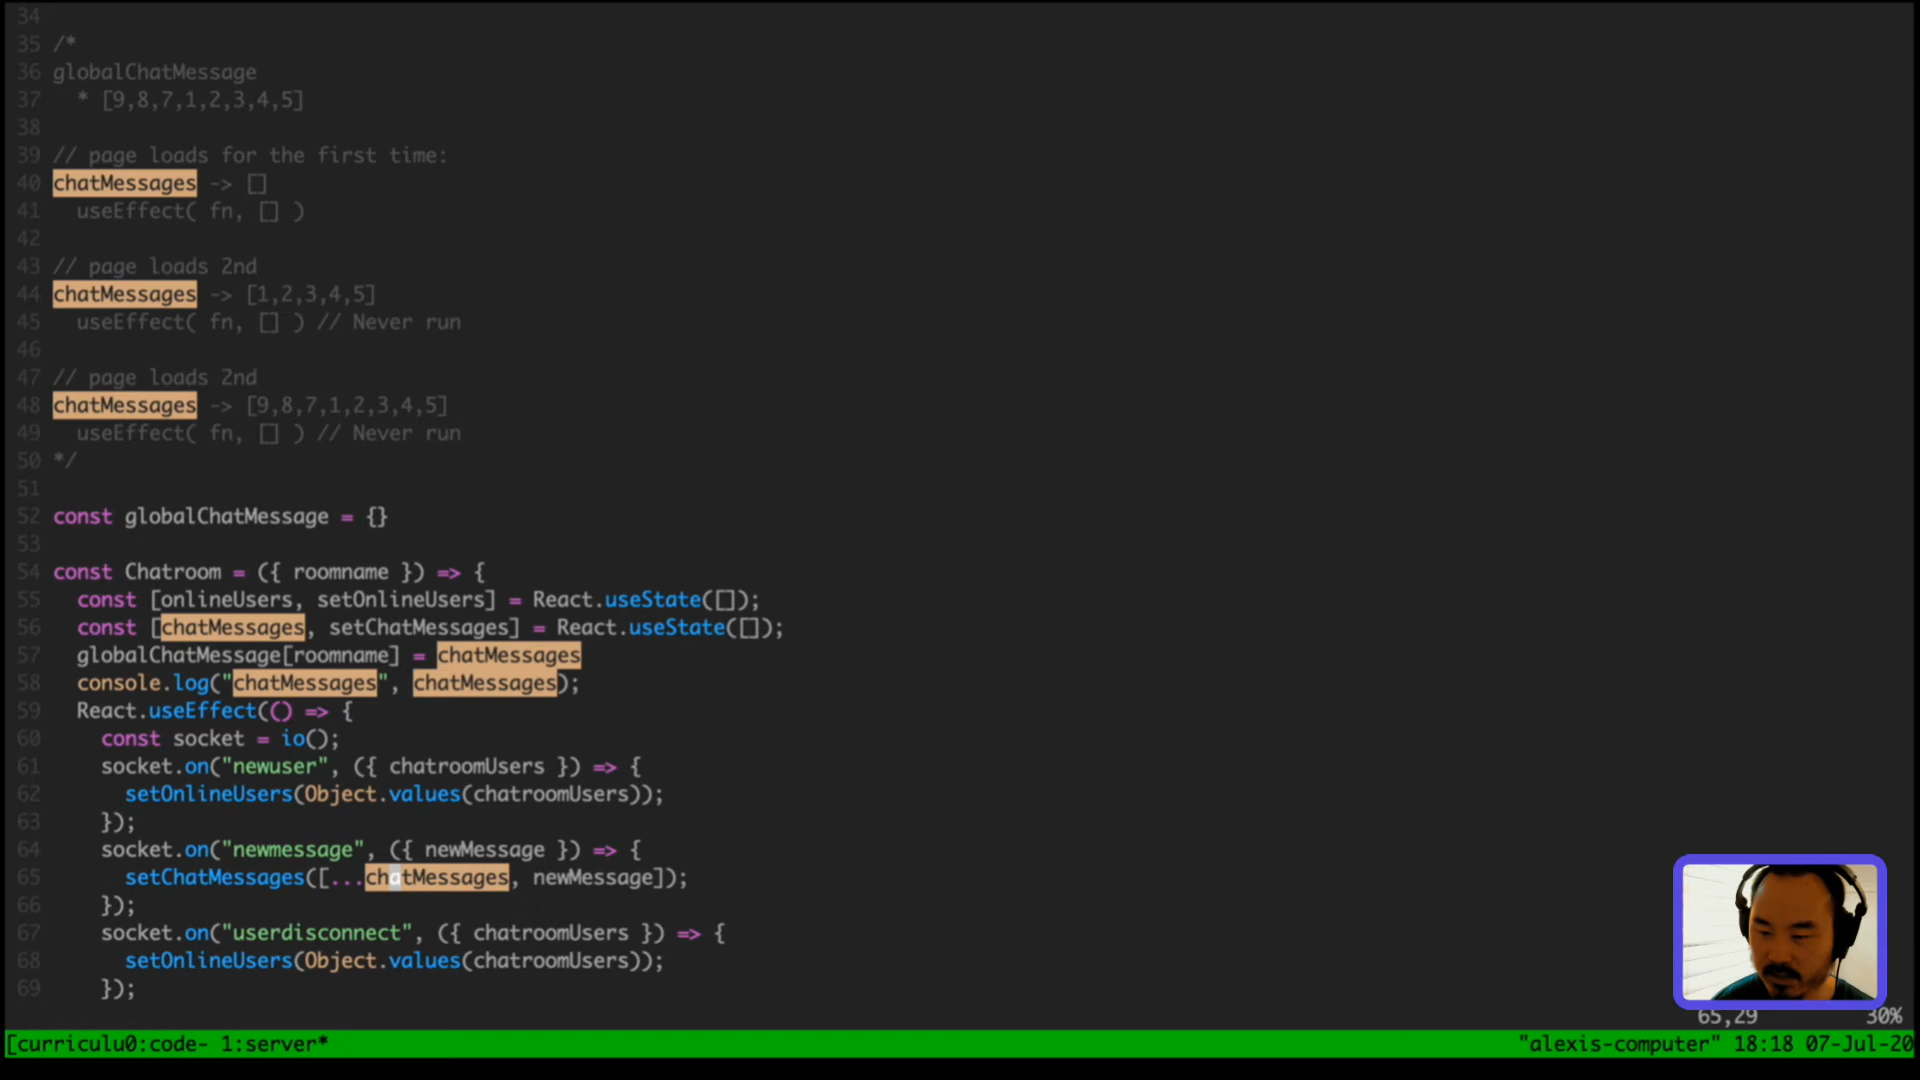 34
35 /*
36 globalChatMessage
37   * [9,8,7,1,2,3,4,5]
38
39 // page loads for the first time:
40 chatMessages -> []
41   useEffect( fn, [] )
42
43 // page loads 2nd
44 chatMessages -> [1,2,3,4,5]
45   useEffect( fn, [] ) // Never run
46
47 // page loads 2nd
48 chatMessages -> [9,8,7,1,2,3,4,5]
49   useEffect( fn, [] ) // Never run
50 */
51
52 const globalChatMessage = {}
53
54 const Chatroom = ({ roomname }) => {
55   const [onlineUsers, setOnlineUsers] = React.useState([]);
56   const [chatMessages, setChatMessages] = React.useState([]);
57   globalChatMessage[roomname] = chatMessages
58   console.log("chatMessages", chatMessages);
59   React.useEffect(() => {
60     const socket = io();
61     socket.on("newuser", ({ chatroomUsers }) => {
62       setOnlineUsers(Object.values(chatroomUsers));
63     });
64     socket.on("newmessage", ({ newMessage }) => {
65       setChatMessages([...chatMessages, newMessage]);
66     });
67     socket.on("userdisconnect", ({ chatroomUsers }) => {
68       setOnlineUsers(Object.values(chatroomUsers));
69     });
65,29 30%
[curriculu0:code- 1:server* "alexis-computer" 18:18 07-Jul-20